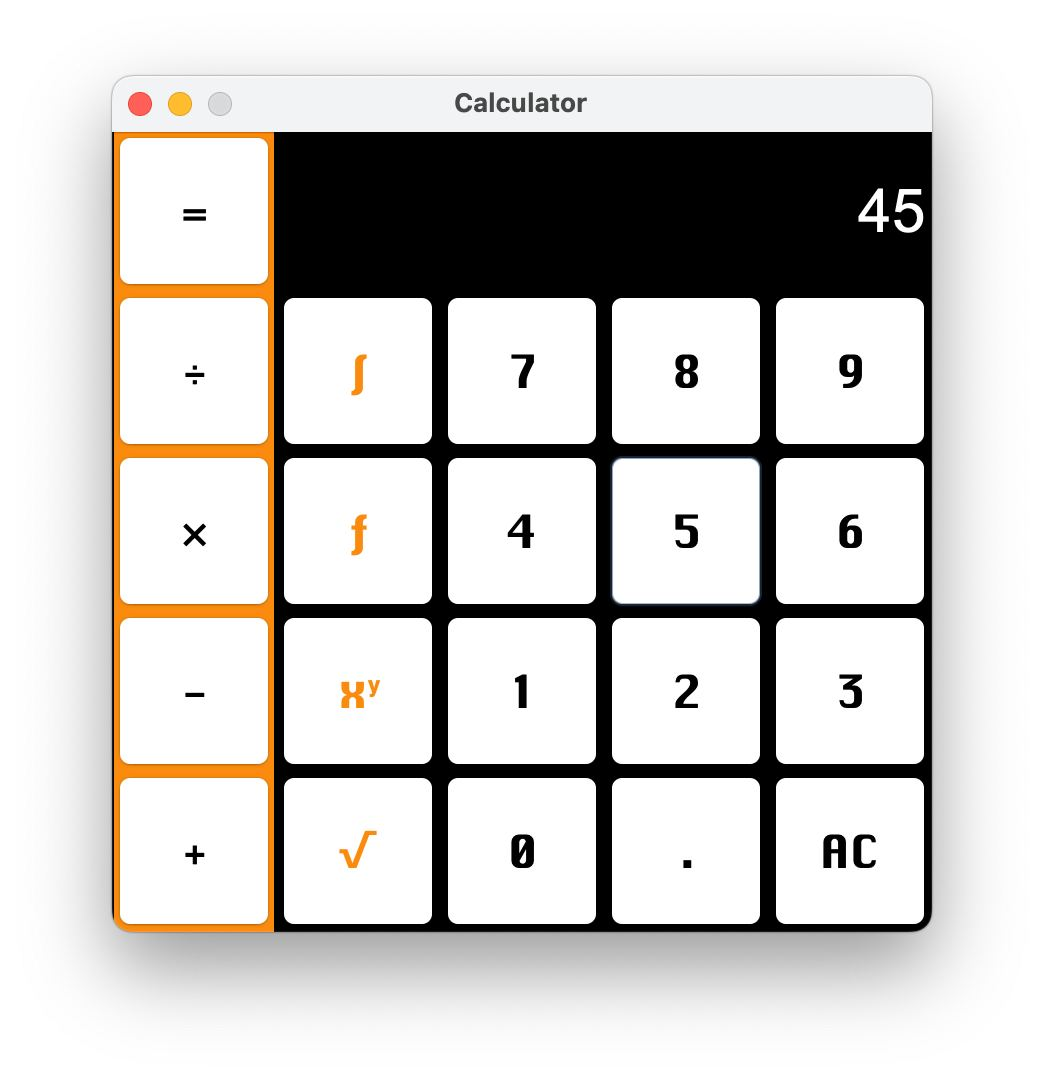 Calculator
= 45
÷ ∫ 7 8 9
× ƒ 4 5 6
− xʸ 1 2 3
+ √ 0 . AC